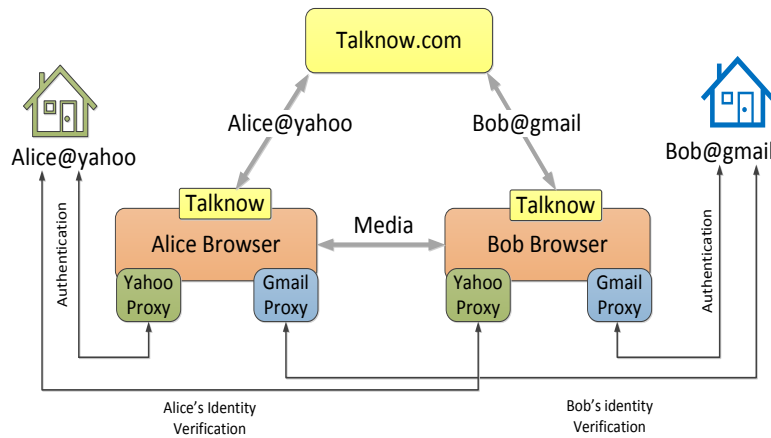 Talknow.com
Alice@yahoo
Bob@gmail
Alice@yahoo
Bob@gmail
Talknow
Talknow
Alice Browser
Media
Bob Browser
Authentication
Authentication
Yahoo
Proxy
Gmail
Proxy
Yahoo
Proxy
Gmail
Proxy
Alice's Identity
Verification
Bob's identity
Verification